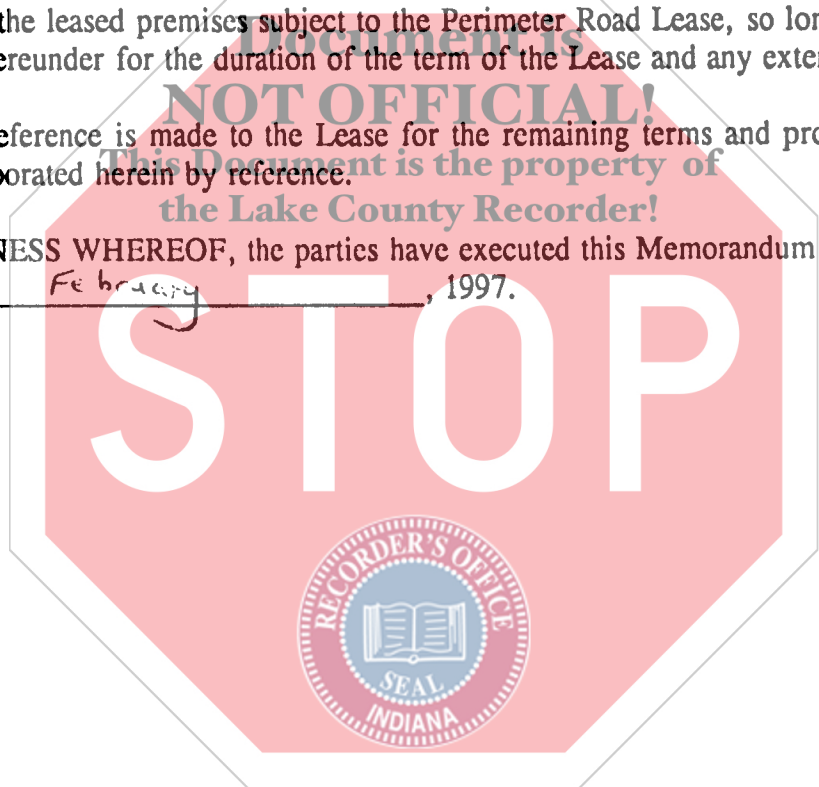 the leased premises subject to the Perimeter Road Lease, so lon
Document is
ereunder for the duration of the term of the Lease and any exter
NOT OFFICIAL!
eference is made to the Lease for the remaining terms and pro
This Document is the property of
orated herein by reference.
the Lake County Recorder!
NESS WHEREOF, the parties have executed this Memorandum
February, 1997.
STOP
RECORDER'S OFFICE
SEAL
INDIANA